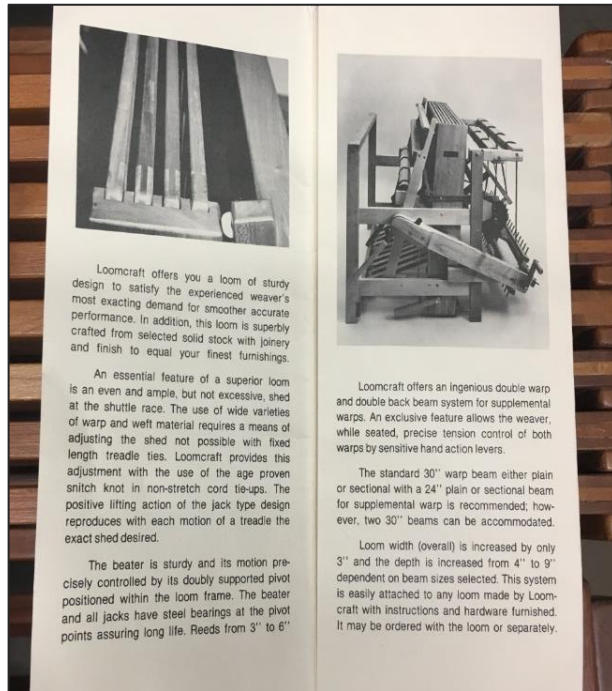 Loomcraft offers you a loom of sturdy
design to satisfy the experienced weaver's
most exacting demand for smoother accurate
performance. In addition, this loom is superbly
crafted from selected solid stock with joinery
and finish to equal your finest furnishings.
An essential feature of a superior loom
is an even and ample, but not excessive, shed
at the shuttle race. The use of wide varieties
of warp and weft material requires a means of
adjusting the shed not possible with fixed
length treadle ties. Loomcraft provides this
adjustment with the use of the age proven
snitch knot in non-stretch cord tie-ups. The
positive lifting action of the jack type design
reproduces with each motion of a treadle the
exact shed desired.
The beater is sturdy and its motion pre-
cisely controlled by its doubly supported pivot
positioned within the loom frame. The beater
and all jacks have steel bearings at the pivot
points assuring long life. Reeds from 3'' to 6''
Loomcraft offers an ingenious double warp
and double back beam system for supplemental
warps. An exclusive feature allows the weaver,
while seated, precise tension control of both
warps by sensitive hand action levers.
The standard 30'' warp beam either plain
or sectional with a 24'' plain or sectional beam
for supplemental warp is recommended; how-
ever, two 30'' beams can be accommodated.
Loom width (overall) is increased by only
3'' and the depth is increased from 4'' to 9''
dependent on beam sizes selected. This system
is easily attached to any loom made by Loom-
craft with instructions and hardware furnished.
It may be ordered with the loom or separately.